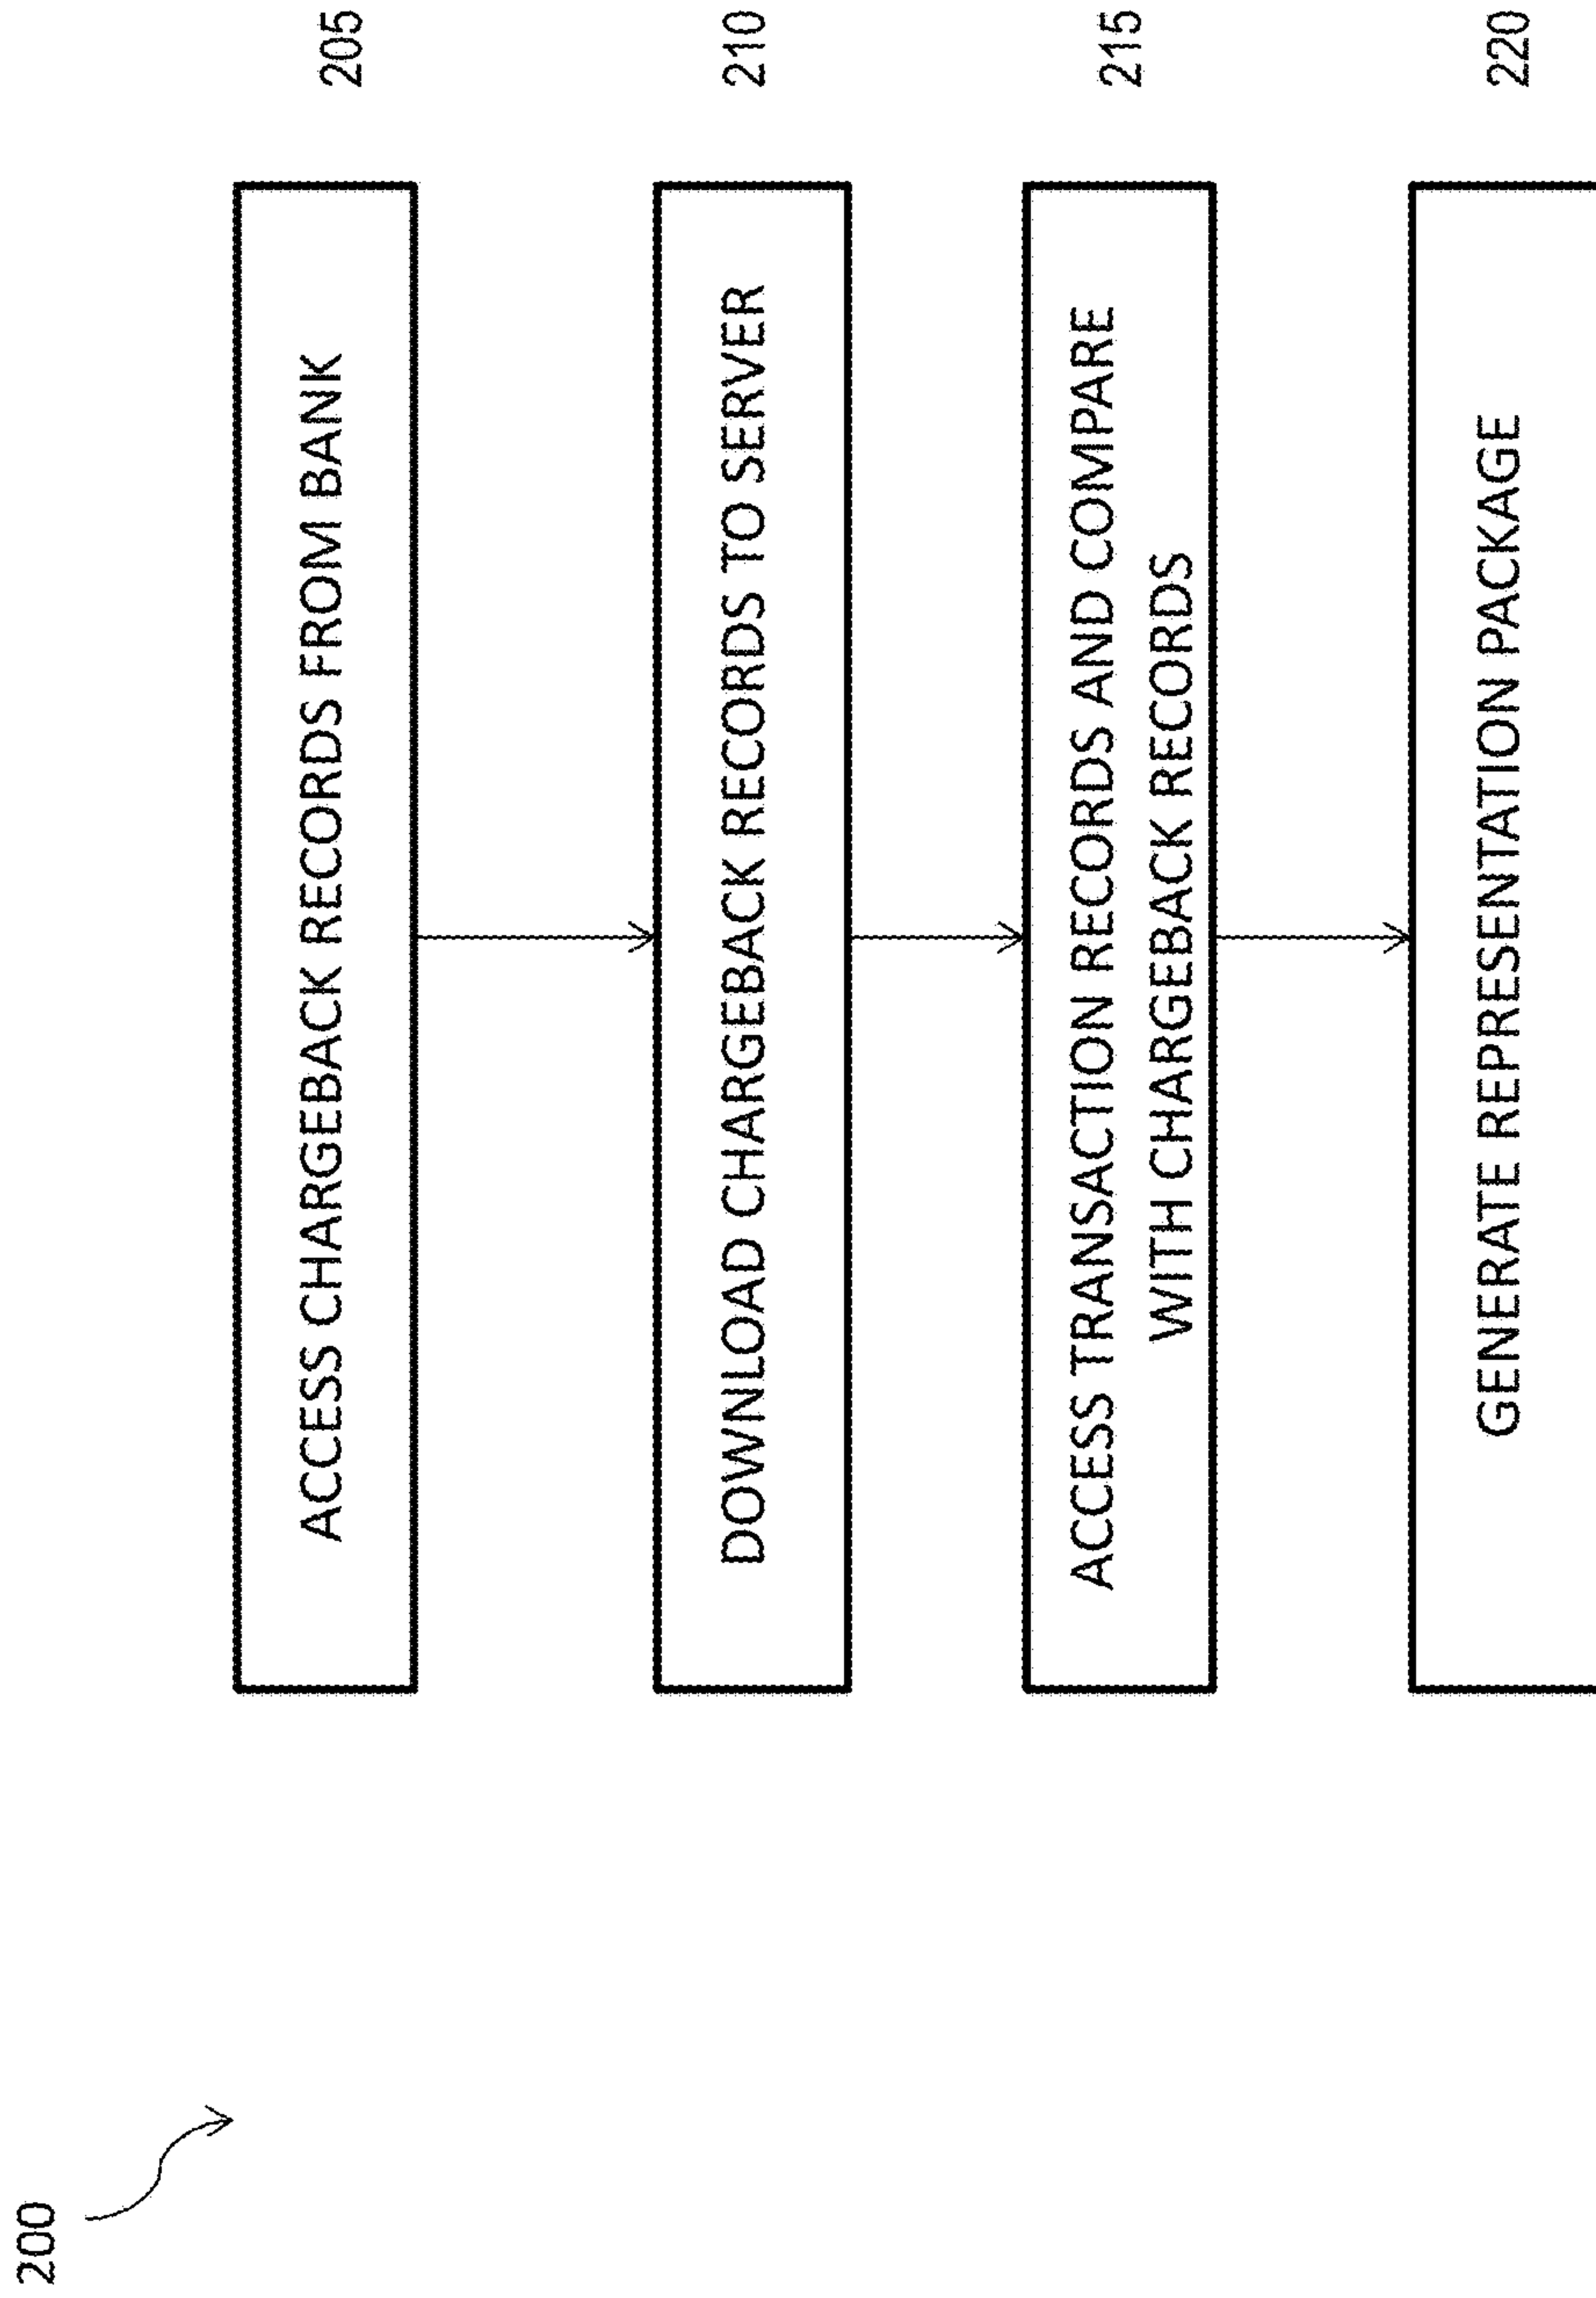 200
ACCESS CHARGEBACK RECORDS FROM BANK
205
DOWNLOAD CHARGEBACK RECORDS TO SERVER
210
ACCESS TRANSACTION RECORDS AND COMPARE
WITH CHARGEBACK RECORDS
215
GENERATE REPRESENTATION PACKAGE
220